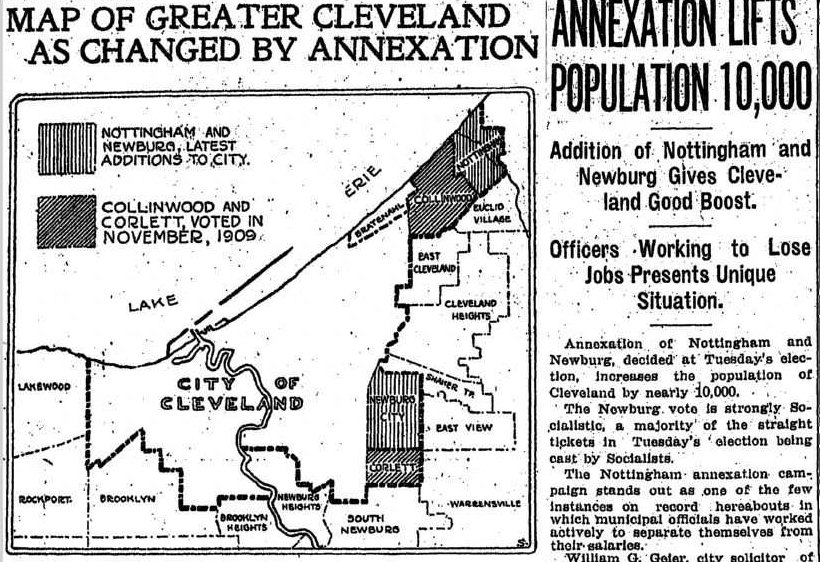 MAP OF GREATER CLEVELAND
AS CHANGED BY ANNEXATION
NOTTINGHAM AND
NEWBURG, LATEST
ADDITIONS TO CITY.
COLLINWOOD AND
CORLETT, VOTED IN
NOVEMBER, 1909.
LAKE ERIE
NOTTINGHAM
COLLINWOOD
BRATENAHL
EUCLID
VILLAGE
EAST
CLEVELAND
CLEVELAND
HEIGHTS
LAKEWOOD
CITY OF
CLEVELAND
SHAKER TP.
NEWBURG
CITY
EAST VIEW
CORLETT
ROCKPORT
BROOKLYN
BROOKLYN
HEIGHTS
NEWBURG
HEIGHTS
SOUTH
NEWBURG
WARRENSVILLE
S.
ANNEXATION LIFTS
POPULATION 10,000
Addition of Nottingham and
Newburg Gives Cleve-
land Good Boost.
Officers Working to Lose
Jobs Presents Unique
Situation.
Annexation of Nottingham and
Newburg, decided at Tuesday's elec-
tion, increases the population of
Cleveland by nearly 10,000.
The Newburg vote is strongly So-
cialistic, a majority of the straight
tickets in Tuesday's election being
cast by Socialists.
The Nottingham annexation cam-
paign stands out as one of the few
instances on record hereabouts in
which municipal officials have worked
actively to separate themselves from
their salaries.
William G. Geier, city solicitor of